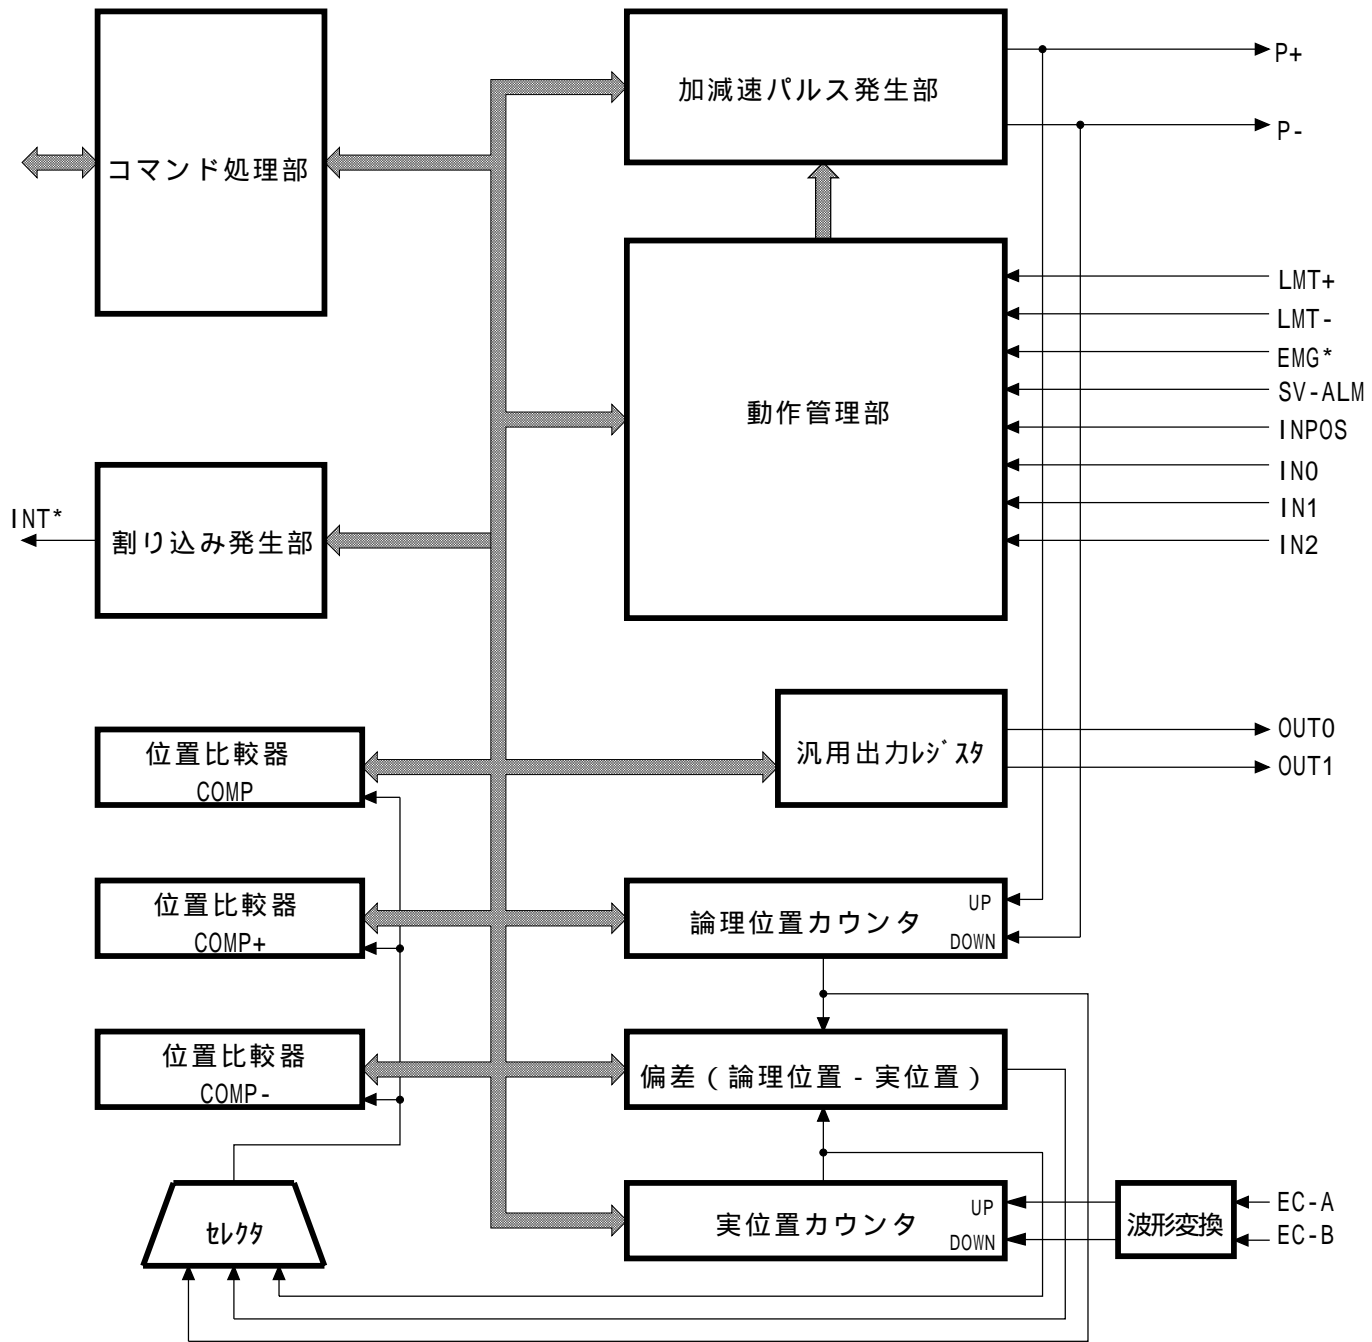 加減速パルス発生部
P+
P-
コマンド処理部
LMT+
LMT-
EMG*
SV-ALM
INPOS
IN0
IN1
IN2
動作管理部
INT*
割り込み発生部
位置比較器
COMP
汎用出力ﾚｼﾞｽﾀ
OUT0
OUT1
位置比較器
COMP+
論理位置カウンタ
UP
DOWN
位置比較器
COMP-
偏差(論理位置-実位置)
ｾﾚｸﾀ
実位置カウンタ
UP
DOWN
波形変換
EC-A
EC-B